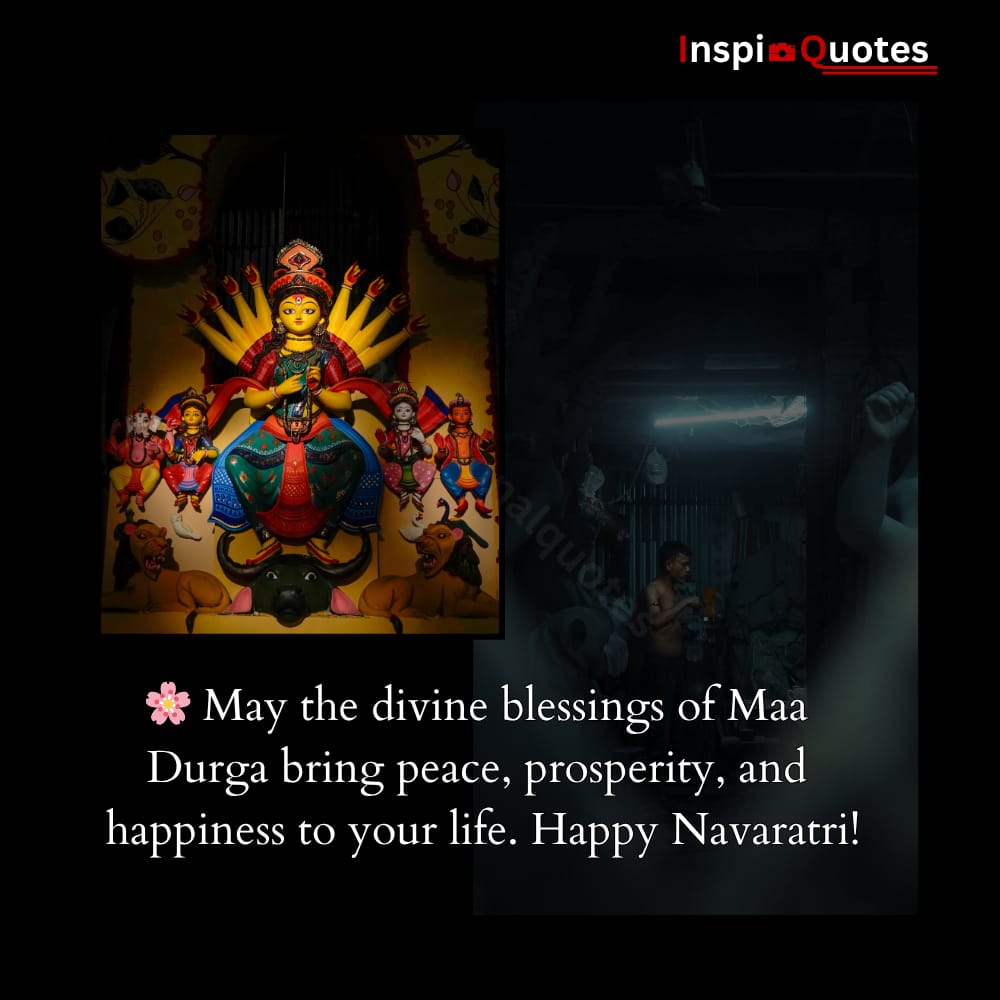 Inspi Quotes
🌸 May the divine blessings of Maa
Durga bring peace, prosperity, and
happiness to your life. Happy Navaratri!